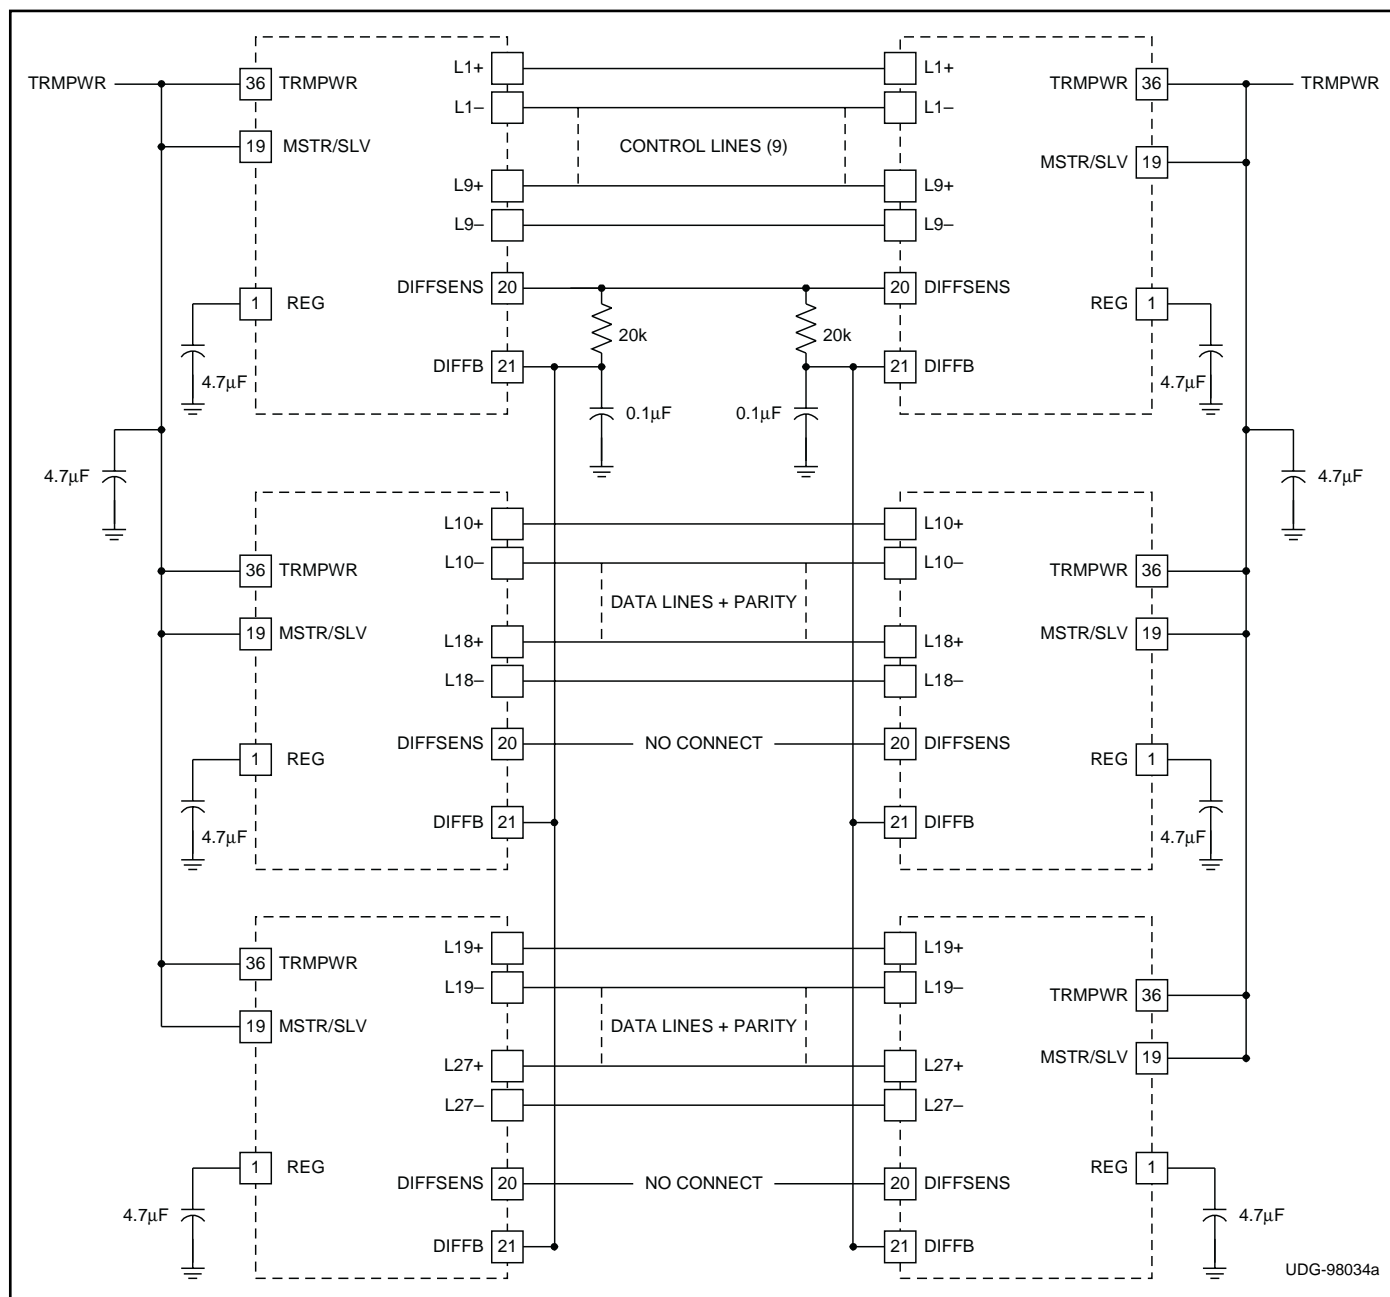 L1+ L1+
TRMPWR 36 TRMPWR TRMPWR 36 TRMPWR
L1– L1–
19 MSTR/SLV CONTROL LINES (9) MSTR/SLV 19
L9+ L9+
L9– L9–
DIFFSENS 20 20 DIFFSENS
1 REG REG 1
20k 20k
DIFFB 21 21 DIFFB
4.7μF 4.7μF
0.1μF 0.1μF
4.7μF 4.7μF
L10+ L10+
L10– L10–
36 TRMPWR TRMPWR 36
DATA LINES + PARITY
19 MSTR/SLV MSTR/SLV 19
L18+ L18+
L18– L18–
DIFFSENS 20 NO CONNECT 20 DIFFSENS
1 REG REG 1
DIFFB 21 21 DIFFB
4.7μF 4.7μF
L19+ L19+
36 TRMPWR
L19– L19–
TRMPWR 36
19 MSTR/SLV DATA LINES + PARITY
MSTR/SLV 19
L27+ L27+
L27– L27–
1 REG REG 1
DIFFSENS 20 NO CONNECT 20 DIFFSENS
4.7μF 4.7μF
DIFFB 21 21 DIFFB
UDG-98034a